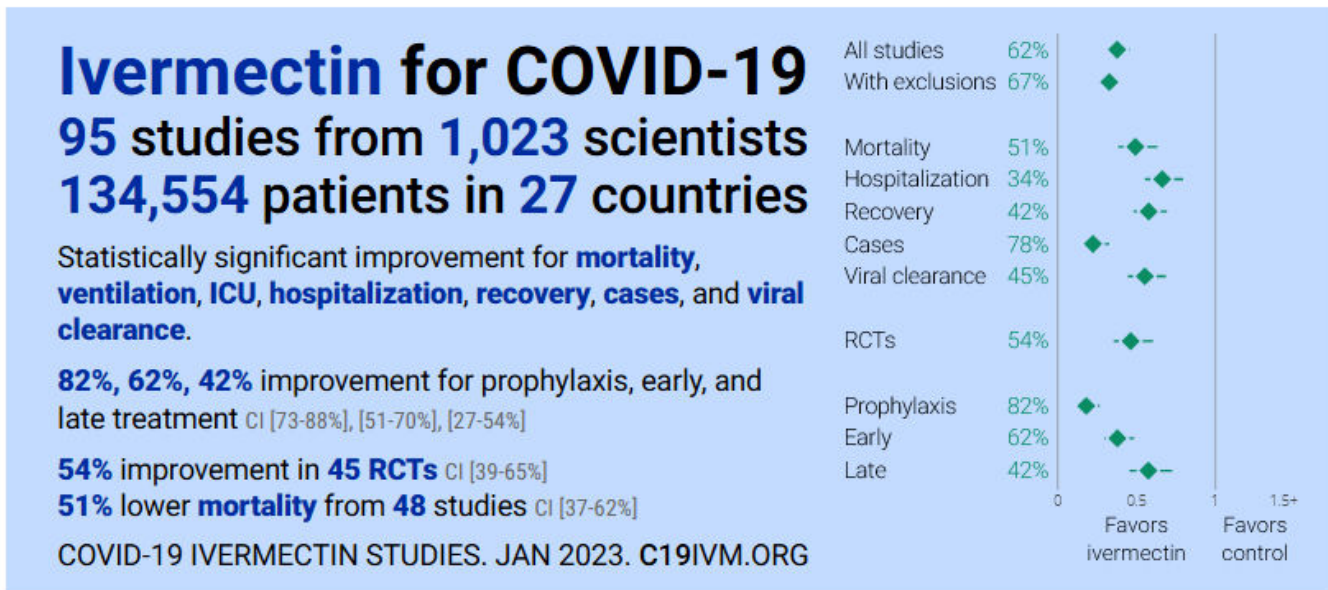 Ivermectin for COVID-19
95 studies from 1,023 scientists
134,554 patients in 27 countries
Statistically significant improvement for mortality,
ventilation, ICU, hospitalization, recovery, cases, and viral
clearance.
82%, 62%, 42% improvement for prophylaxis, early, and
late treatment CI [73-88%], [51-70%], [27-54%]
54% improvement in 45 RCTs CI [39-65%]
51% lower mortality from 48 studies CI [37-62%]
COVID-19 IVERMECTIN STUDIES. JAN 2023. C19IVM.ORG
All studies 62%
With exclusions 67%
Mortality 51%
Hospitalization 34%
Recovery 42%
Cases 78%
Viral clearance 45%
RCTs 54%
Prophylaxis 82%
Early 62%
Late 42%
0 0.5 1 1.5+
Favors Favors
ivermectin control